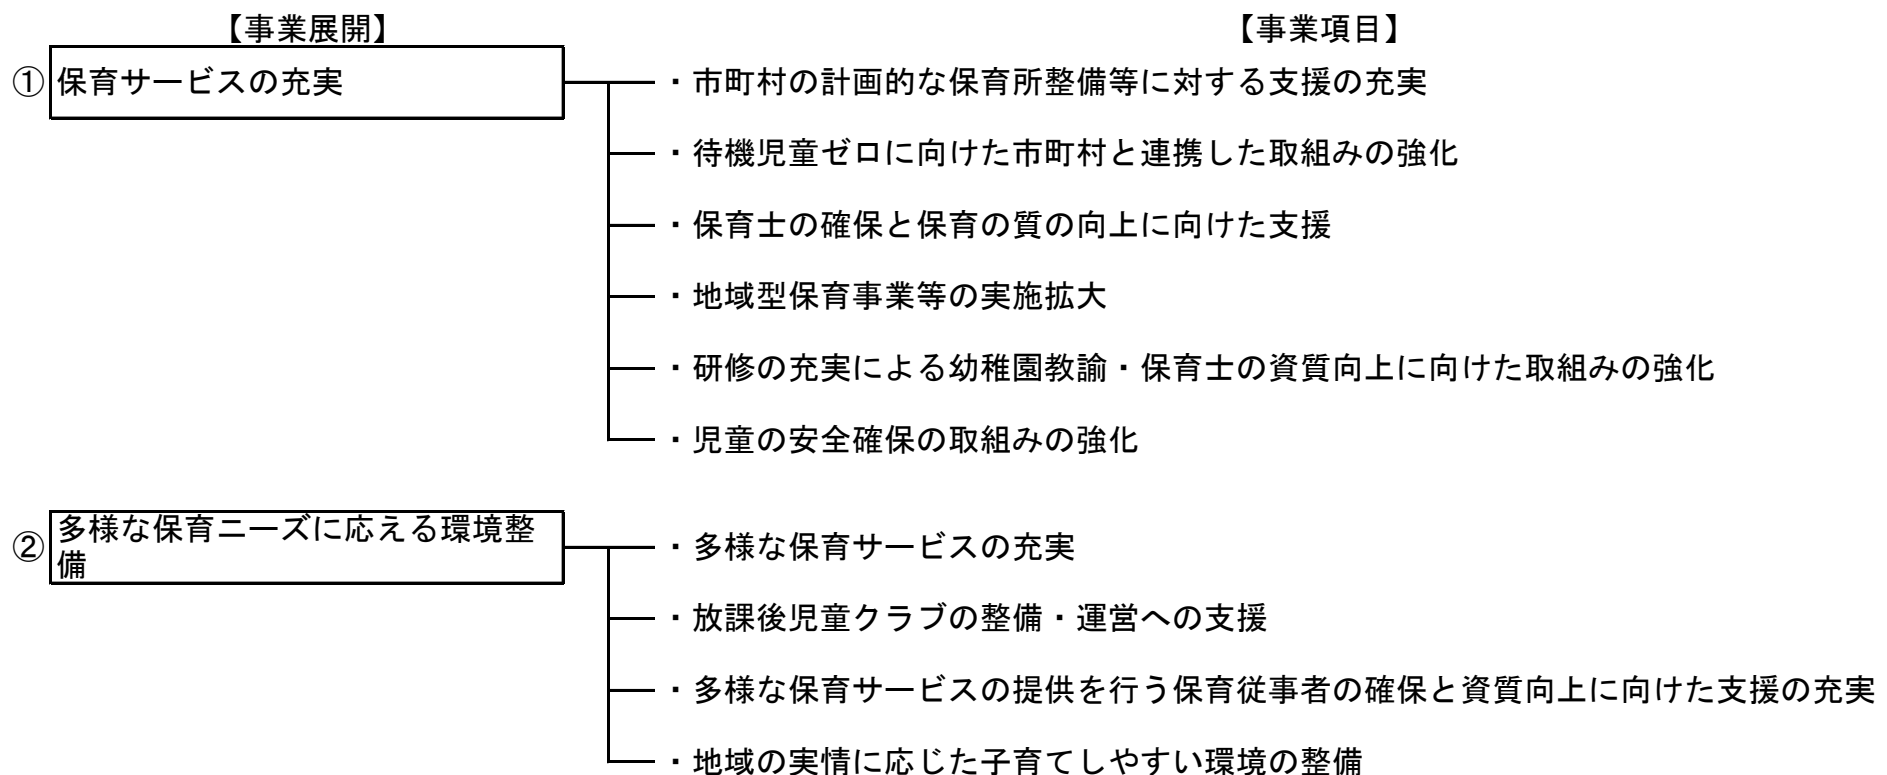 【事業展開】 【事業項目】
① 保育サービスの充実 ・市町村の計画的な保育所整備等に対する支援の充実
・待機児童ゼロに向けた市町村と連携した取組みの強化
・保育士の確保と保育の質の向上に向けた支援
・地域型保育事業等の実施拡大
・研修の充実による幼稚園教諭・保育士の資質向上に向けた取組みの強化
・児童の安全確保の取組みの強化
② 多様な保育ニーズに応える環境整
備
・多様な保育サービスの充実
・放課後児童クラブの整備・運営への支援
・多様な保育サービスの提供を行う保育従事者の確保と資質向上に向けた支援の充実
・地域の実情に応じた子育てしやすい環境の整備